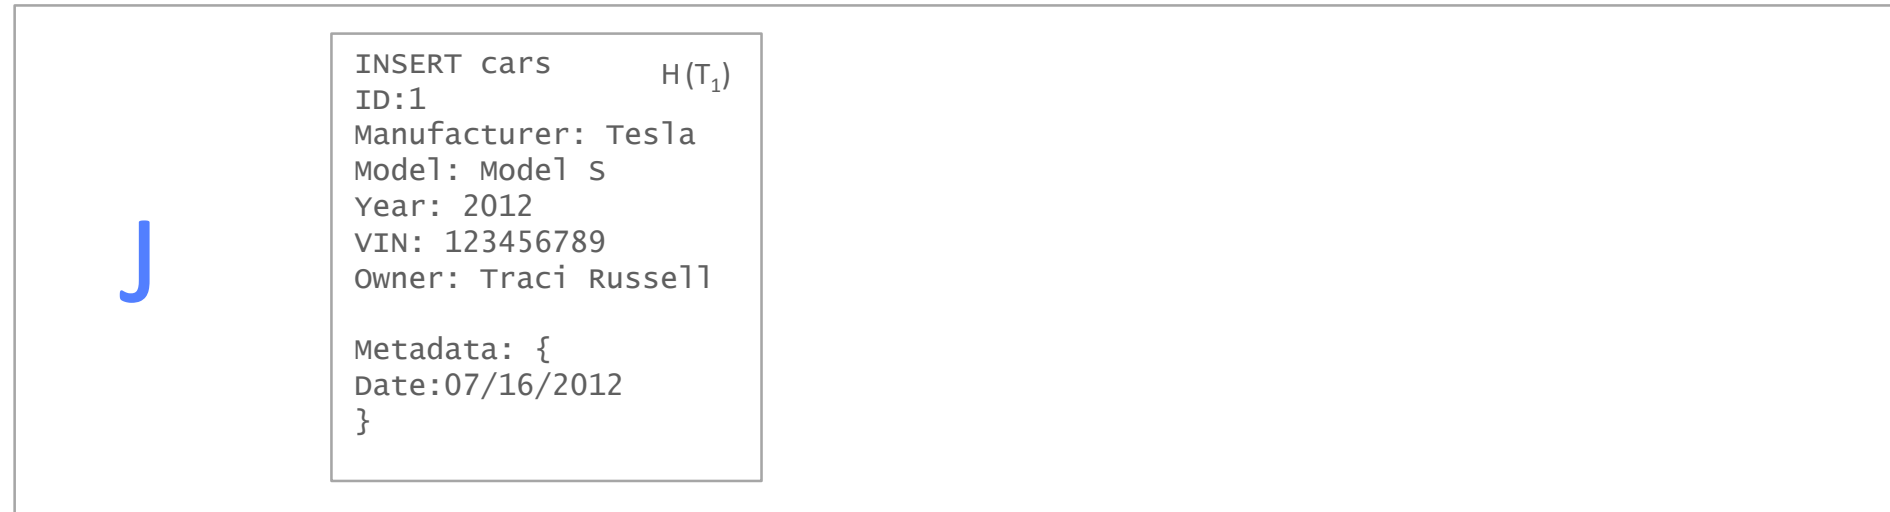 J
INSERT cars
H (T₁)
ID:1
Manufacturer: Tesla
Model: Model S
Year: 2012
VIN: 123456789
Owner: Traci Russell
Metadata: {
Date:07/16/2012
}